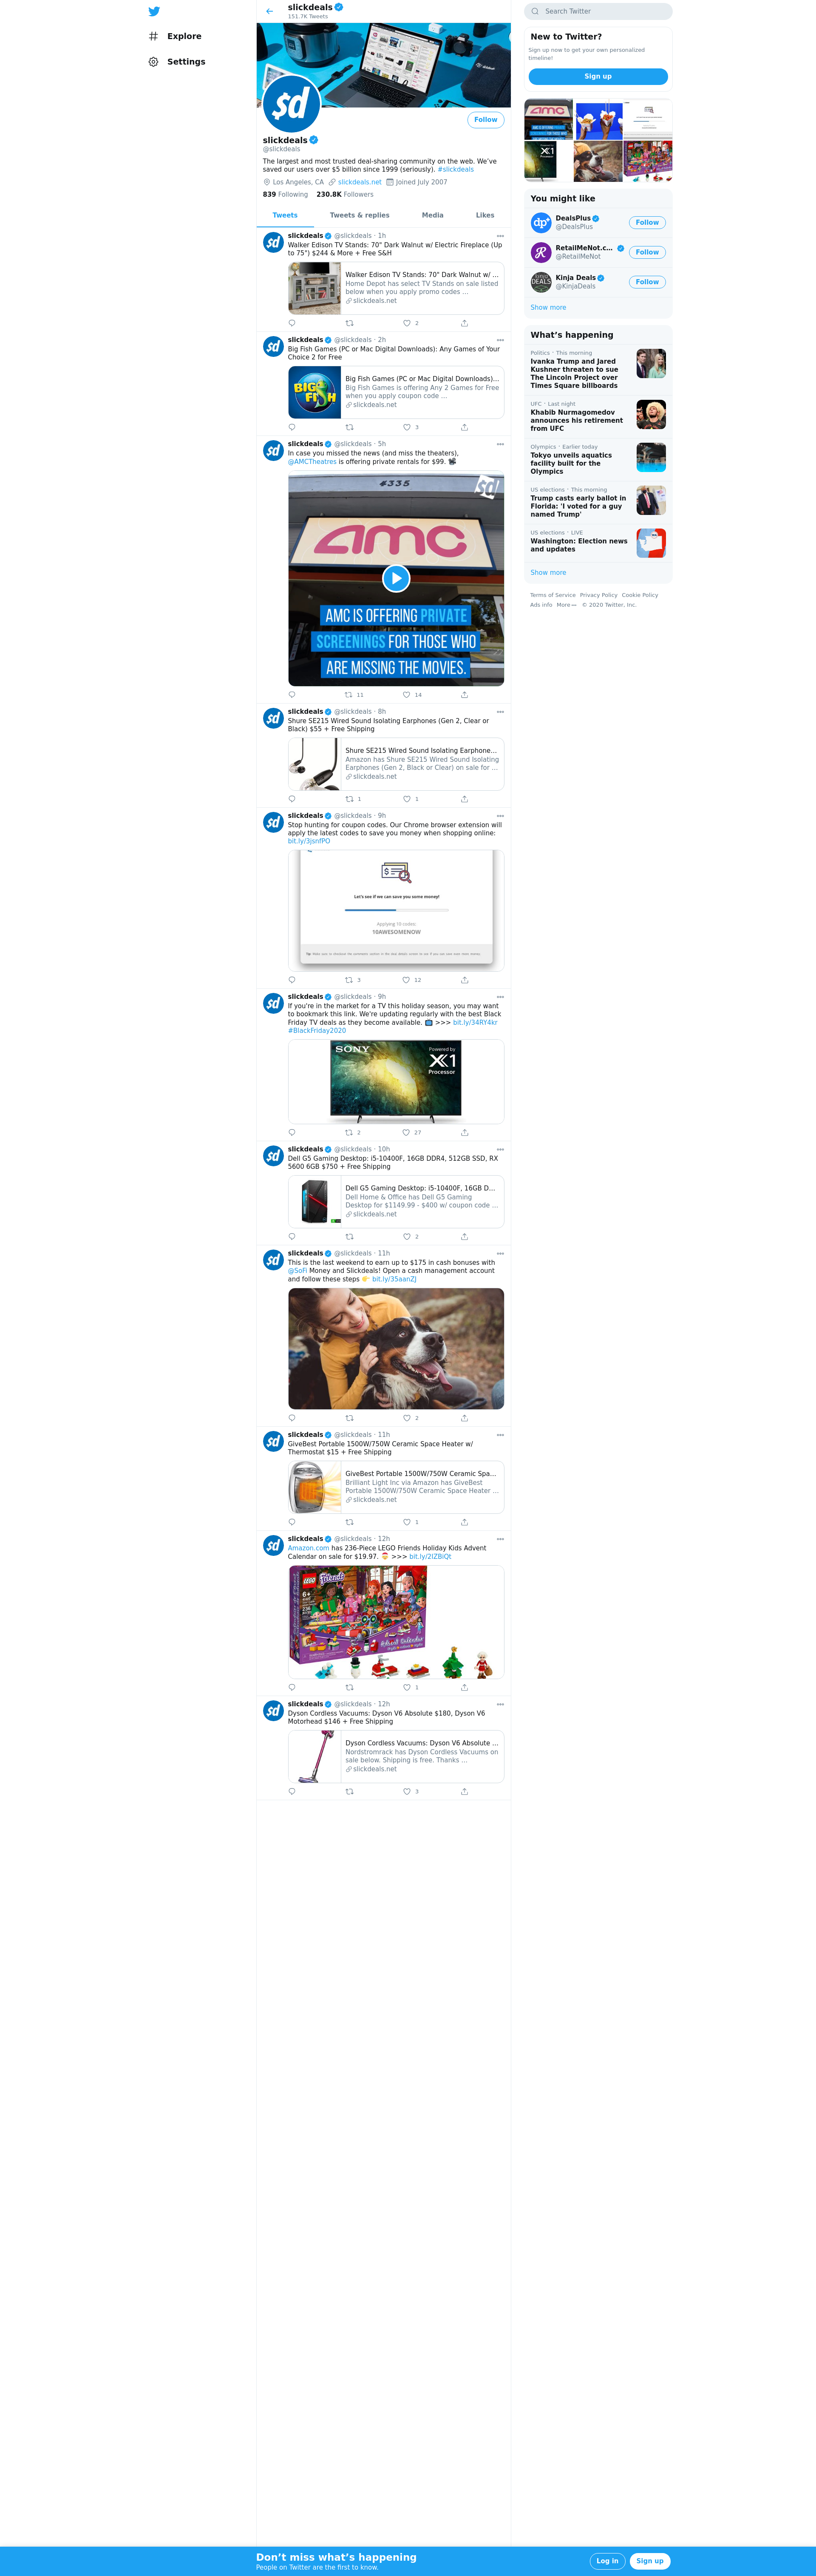 Explore
Settings
slickdeals
151.7K Tweets
$d
Follow
slickdeals
@slickdeals
The largest and most trusted deal-sharing community on the web. We've
saved our users over $5 billion since 1999 (seriously). #slickdeals
Los Angeles, CA slickdeals.net Joined July 2007
839 Following 230.8K Followers
Tweets Tweets & replies Media Likes
slickdeals @slickdeals · 1h
Walker Edison TV Stands: 70" Dark Walnut w/ Electric Fireplace (Up
to 75") $244 & More + Free S&H
Walker Edison TV Stands: 70" Dark Walnut w/ ...
Home Depot has select TV Stands on sale listed
below when you apply promo codes ...
slickdeals.net
2
slickdeals @slickdeals · 2h
Big Fish Games (PC or Mac Digital Downloads): Any Games of Your
Choice 2 for Free
BIG FISH
Big Fish Games (PC or Mac Digital Downloads)...
Big Fish Games is offering Any 2 Games for Free
when you apply coupon code ...
slickdeals.net
3
slickdeals @slickdeals · 5h
In case you missed the news (and miss the theaters),
@AMCTheatres is offering private rentals for $99. 📽
#335
$d
amc
AMC IS OFFERING PRIVATE
SCREENINGS FOR THOSE WHO
ARE MISSING THE MOVIES.
11 14
slickdeals @slickdeals · 8h
Shure SE215 Wired Sound Isolating Earphones (Gen 2, Clear or
Black) $55 + Free Shipping
Shure SE215 Wired Sound Isolating Earphone...
Amazon has Shure SE215 Wired Sound Isolating
Earphones (Gen 2, Black or Clear) on sale for ...
slickdeals.net
1 1
slickdeals @slickdeals · 9h
Stop hunting for coupon codes. Our Chrome browser extension will
apply the latest codes to save you money when shopping online:
bit.ly/3jsnfPO
Let's see if we can save you some money!
Applying 19 codes:
10AWESOMENOW
3 12
slickdeals @slickdeals · 9h
If you're in the market for a TV this holiday season, you may want
to bookmark this link. We're updating regularly with the best Black
Friday TV deals as they become available. 📺 >>> bit.ly/34RY4kr
#BlackFriday2020
SONY
Powered by
X1
Processor
2 27
slickdeals @slickdeals · 10h
Dell G5 Gaming Desktop: i5-10400F, 16GB DDR4, 512GB SSD, RX
5600 6GB $750 + Free Shipping
Dell G5 Gaming Desktop: i5-10400F, 16GB D...
Dell Home & Office has Dell G5 Gaming
Desktop for $1149.99 - $400 w/ coupon code ...
slickdeals.net
2
slickdeals @slickdeals · 11h
This is the last weekend to earn up to $175 in cash bonuses with
@SoFi Money and Slickdeals! Open a cash management account
and follow these steps 👉 bit.ly/35aanZJ
2
slickdeals @slickdeals · 11h
GiveBest Portable 1500W/750W Ceramic Space Heater w/
Thermostat $15 + Free Shipping
GiveBest Portable 1500W/750W Ceramic Spa...
Brilliant Light Inc via Amazon has GiveBest
Portable 1500W/750W Ceramic Space Heater ...
slickdeals.net
1
slickdeals @slickdeals · 12h
Amazon.com has 236-Piece LEGO Friends Holiday Kids Advent
Calendar on sale for $19.97. 🎅 >>> bit.ly/2IZBiQt
LEGO Friends
6+
Advent Calendar
1
slickdeals @slickdeals · 12h
Dyson Cordless Vacuums: Dyson V6 Absolute $180, Dyson V6
Motorhead $146 + Free Shipping
Dyson Cordless Vacuums: Dyson V6 Absolute ...
Nordstromrack has Dyson Cordless Vacuums on
sale below. Shipping is free. Thanks ...
slickdeals.net
3
Search Twitter
New to Twitter?
Sign up now to get your own personalized
timeline!
Sign up
You might like
DealsPlus
@DealsPlus
Follow
RetailMeNot.c...
@RetailMeNot
Follow
Kinja Deals
@KinjaDeals
Follow
Show more
What's happening
Politics · This morning
Ivanka Trump and Jared
Kushner threaten to sue
The Lincoln Project over
Times Square billboards
UFC · Last night
Khabib Nurmagomedov
announces his retirement
from UFC
Olympics · Earlier today
Tokyo unveils aquatics
facility built for the
Olympics
US elections · This morning
Trump casts early ballot in
Florida: 'I voted for a guy
named Trump'
US elections · LIVE
Washington: Election news
and updates
Show more
Terms of Service Privacy Policy Cookie Policy
Ads info More © 2020 Twitter, Inc.
Don't miss what's happening
People on Twitter are the first to know.
Log in
Sign up